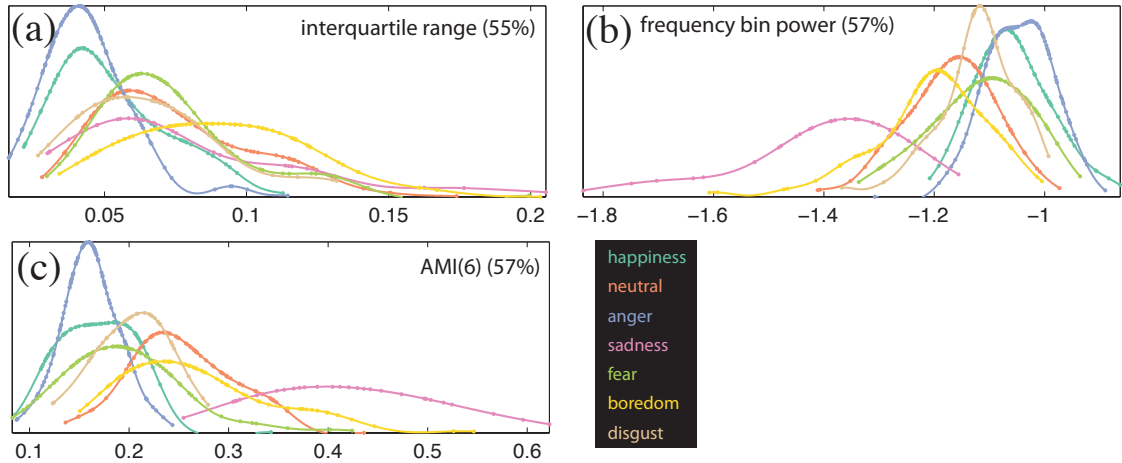 (a) interquartile range (55%)
0.05 0.1 0.15 0.2
(b) frequency bin power (57%)
−1.8 −1.6 −1.4 −1.2 −1
(c) AMI(6) (57%)
0.1 0.2 0.3 0.4 0.5 0.6
happiness
neutral
anger
sadness
fear
boredom
disgust